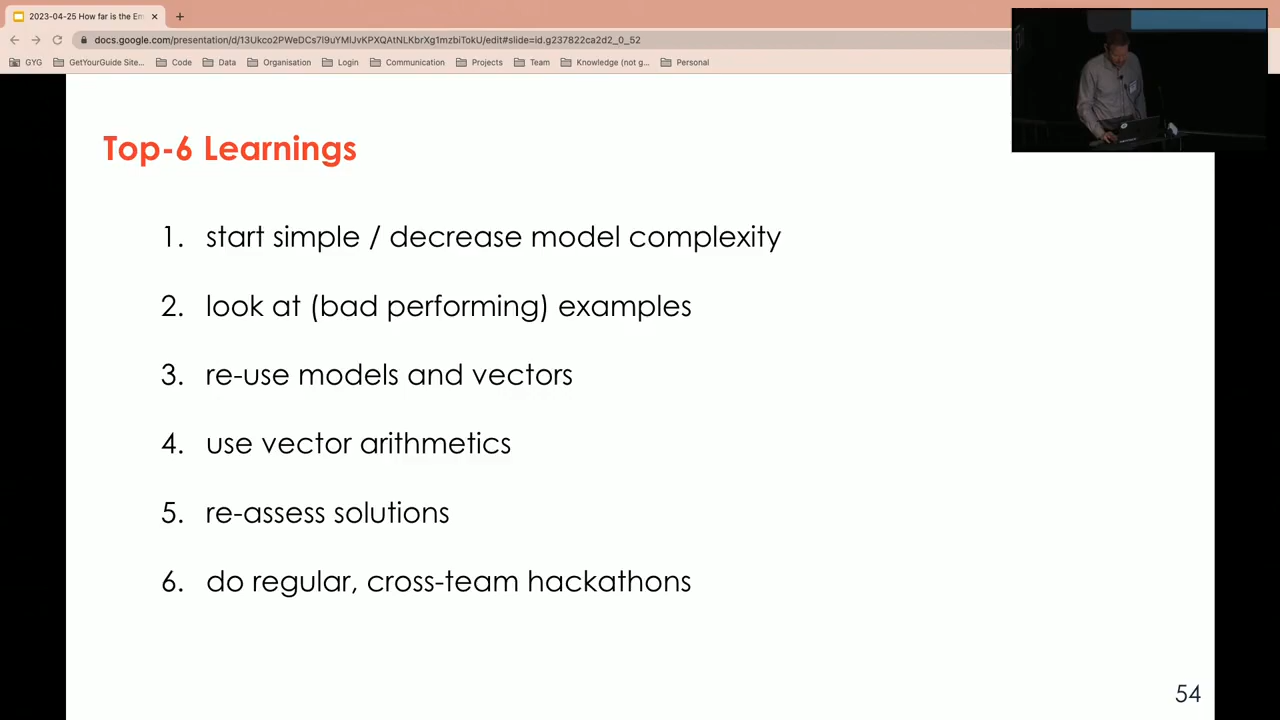 2023-04-25 How far is the Em
docs.google.com/presentation/d/13Ukco2PWeDCs7I9uYMlJvKPXQAtNLKbrXg1mzbiTokU/edit#slide=id.g237822ca2d2_0_52
GYG GetYourGuide Site... Code Data Organisation Login Communication Projects Team Knowledge (not g... Personal
Top-6 Learnings
1. start simple / decrease model complexity
2. look at (bad performing) examples
3. re-use models and vectors
4. use vector arithmetics
5. re-assess solutions
6. do regular, cross-team hackathons
54